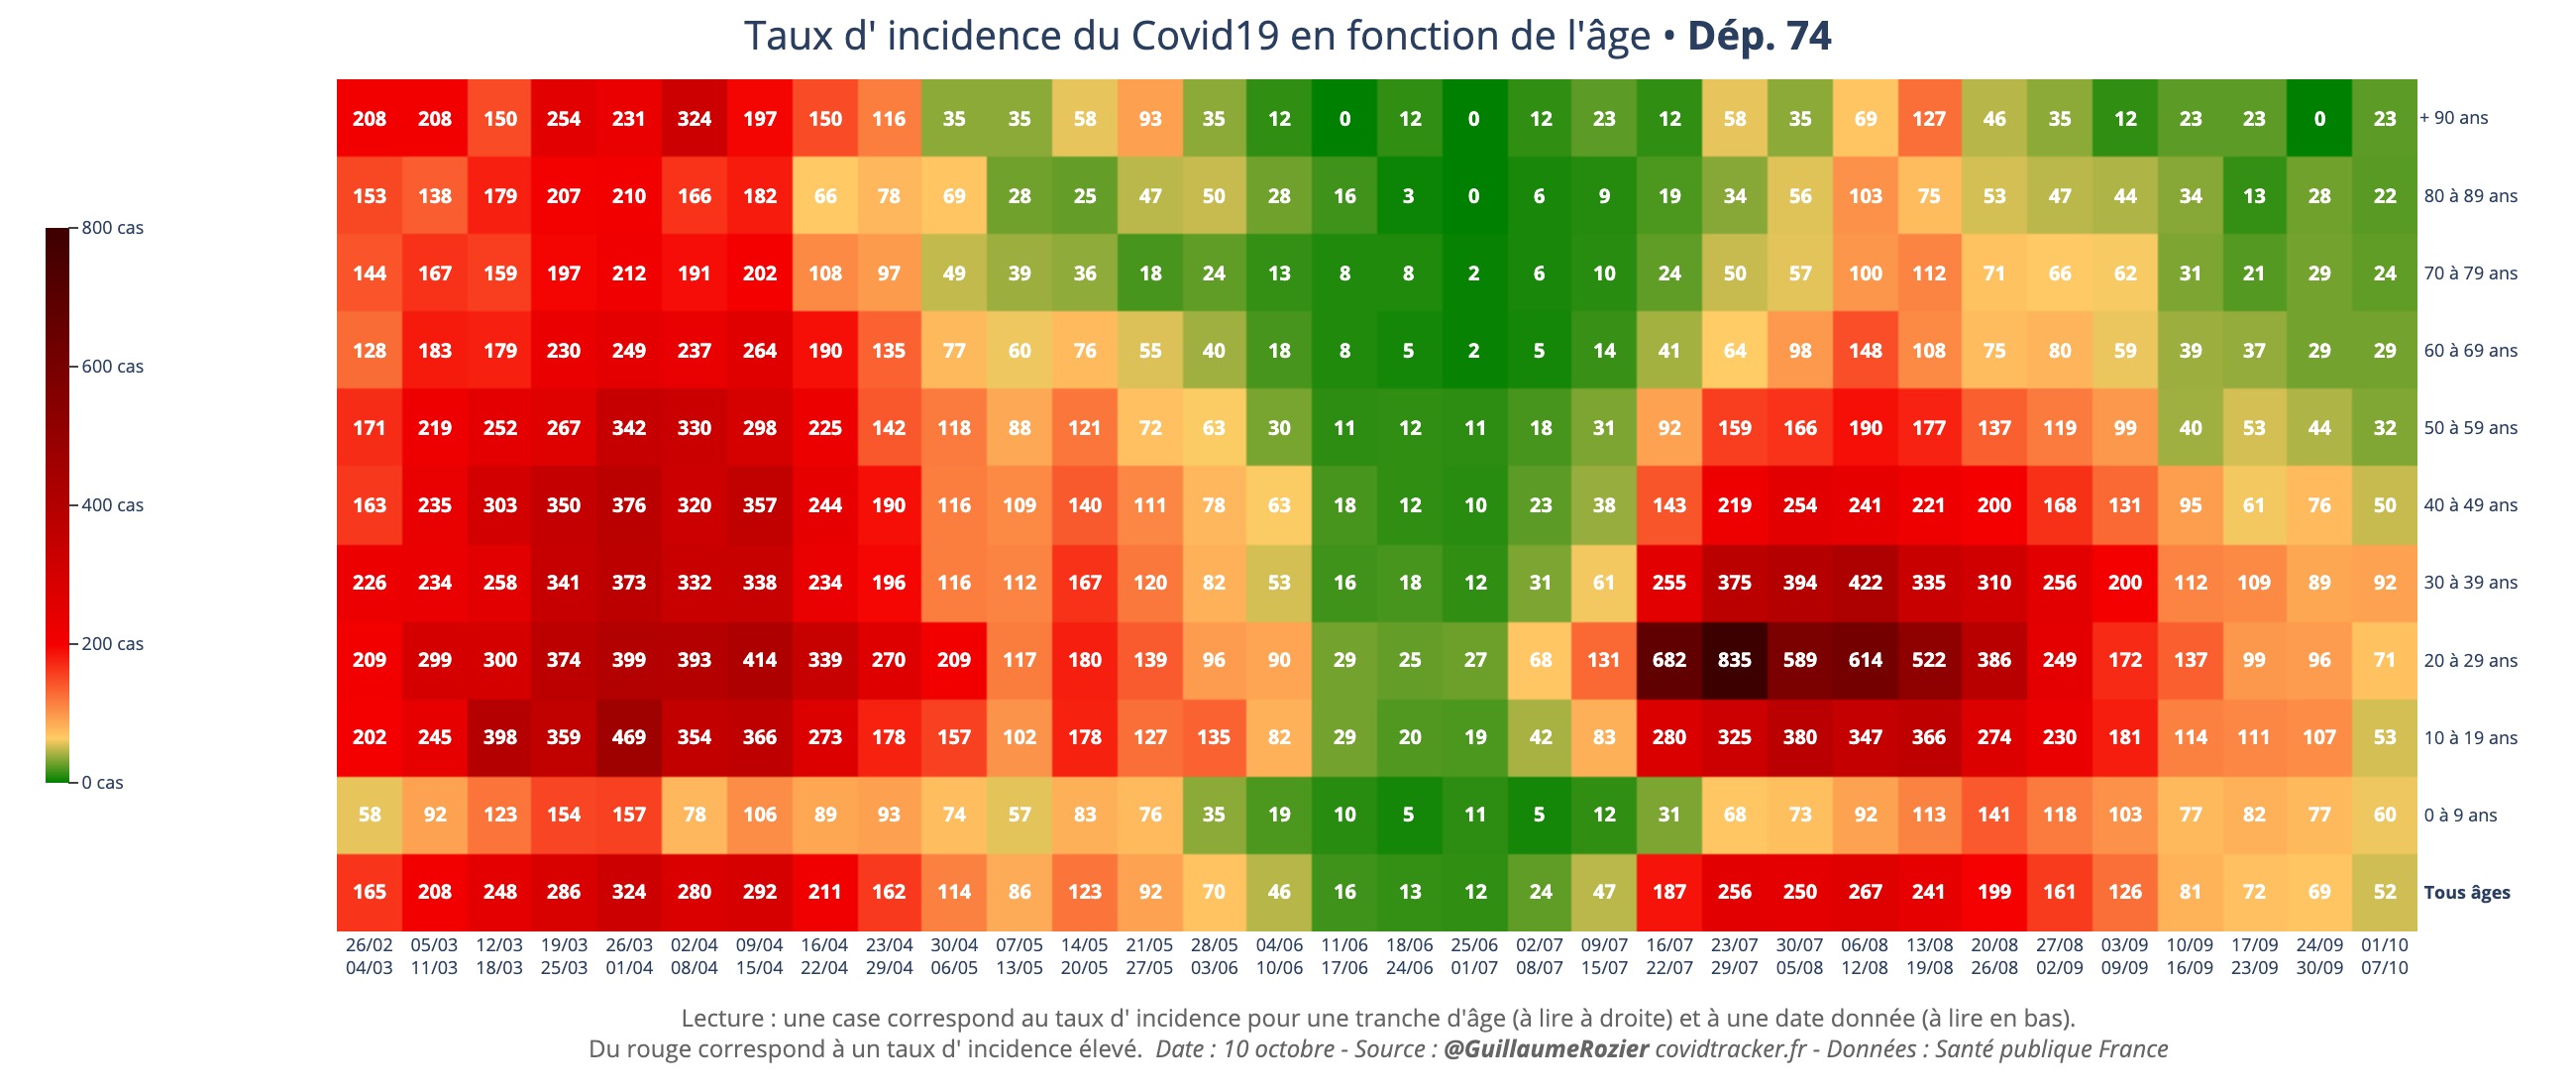 Taux d' incidence du Covid19 en fonction de l'âge • Dép. 74
800 cas
600 cas
400 cas
200 cas
0 cas
208 208 150 254 231 324 197 150 116 35 35 58 93 35 12 0 12 0 12 23 12 58 35 69 127 46 35 12 23 23 0 23 + 90 ans
153 138 179 207 210 166 182 66 78 69 28 25 47 50 28 16 3 0 6 9 19 34 56 103 75 53 47 44 34 13 28 22 80 à 89 ans
144 167 159 197 212 191 202 108 97 49 39 36 18 24 13 8 8 2 6 10 24 50 57 100 112 71 66 62 31 21 29 24 70 à 79 ans
128 183 179 230 249 237 264 190 135 77 60 76 55 40 18 8 5 2 5 14 41 64 98 148 108 75 80 59 39 37 29 29 60 à 69 ans
171 219 252 267 342 330 298 225 142 118 88 121 72 63 30 11 12 11 18 31 92 159 166 190 177 137 119 99 40 53 44 32 50 à 59 ans
163 235 303 350 376 320 357 244 190 116 109 140 111 78 63 18 12 10 23 38 143 219 254 241 221 200 168 131 95 61 76 50 40 à 49 ans
226 234 258 341 373 332 338 234 196 116 112 167 120 82 53 16 18 12 31 61 255 375 394 422 335 310 256 200 112 109 89 92 30 à 39 ans
209 299 300 374 399 393 414 339 270 209 117 180 139 96 90 29 25 27 68 131 682 835 589 614 522 386 249 172 137 99 96 71 20 à 29 ans
202 245 398 359 469 354 366 273 178 157 102 178 127 135 82 29 20 19 42 83 280 325 380 347 366 274 230 181 114 111 107 53 10 à 19 ans
58 92 123 154 157 78 106 89 93 74 57 83 76 35 19 10 5 11 5 12 31 68 73 92 113 141 118 103 77 82 77 60 0 à 9 ans
165 208 248 286 324 280 292 211 162 114 86 123 92 70 46 16 13 12 24 47 187 256 250 267 241 199 161 126 81 72 69 52 Tous âges
26/02 05/03 12/03 19/03 26/03 02/04 09/04 16/04 23/04 30/04 07/05 14/05 21/05 28/05 04/06 11/06 18/06 25/06 02/07 09/07 16/07 23/07 30/07 06/08 13/08 20/08 27/08 03/09 10/09 17/09 24/09 01/10
04/03 11/03 18/03 25/03 01/04 08/04 15/04 22/04 29/04 06/05 13/05 20/05 27/05 03/06 10/06 17/06 24/06 01/07 08/07 15/07 22/07 29/07 05/08 12/08 19/08 26/08 02/09 09/09 16/09 23/09 30/09 07/10
Lecture : une case correspond au taux d' incidence pour une tranche d'âge (à lire à droite) et à une date donnée (à lire en bas).
Du rouge correspond à un taux d' incidence élevé. Date : 10 octobre - Source : @GuillaumeRozier covidtracker.fr - Données : Santé publique France